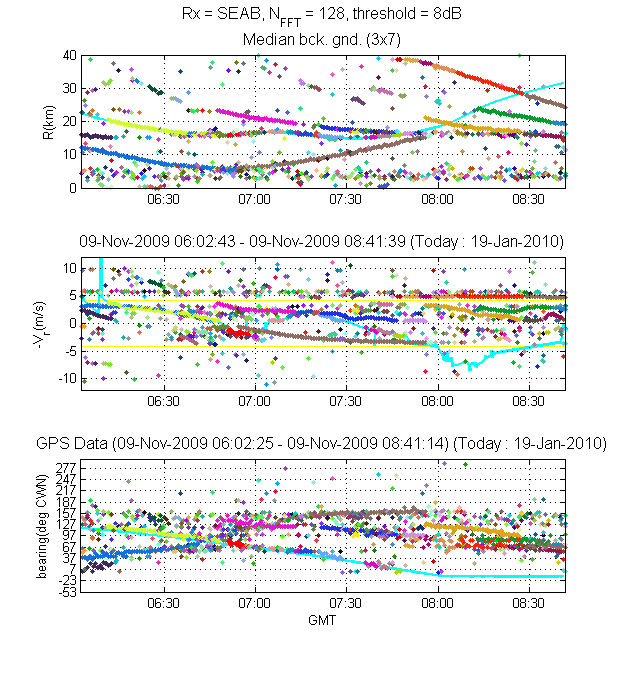 Rx = SEAB, N_FFT = 128, threshold = 8dB
Median bck. gnd. (3x7)
40
30
20
10
0
R(km)
06:30 07:00 07:30 08:00 08:30
09-Nov-2009 06:02:43 - 09-Nov-2009 08:41:39 (Today : 19-Jan-2010)
10
5
0
-5
-10
-V_r(m/s)
06:30 07:00 07:30 08:00 08:30
GPS Data (09-Nov-2009 06:02:25 - 09-Nov-2009 08:41:14) (Today : 19-Jan-2010)
277
247
217
187
157
127
97
67
37
7
-23
-53
bearing(deg CWN)
06:30 07:00 07:30 08:00 08:30
GMT